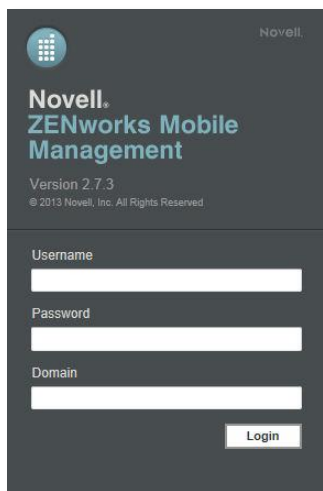 Novell.
Novell®
ZENworks Mobile
Management
Version 2.7.3
© 2013 Novell, Inc. All Rights Reserved
Username
Password
Domain
Login